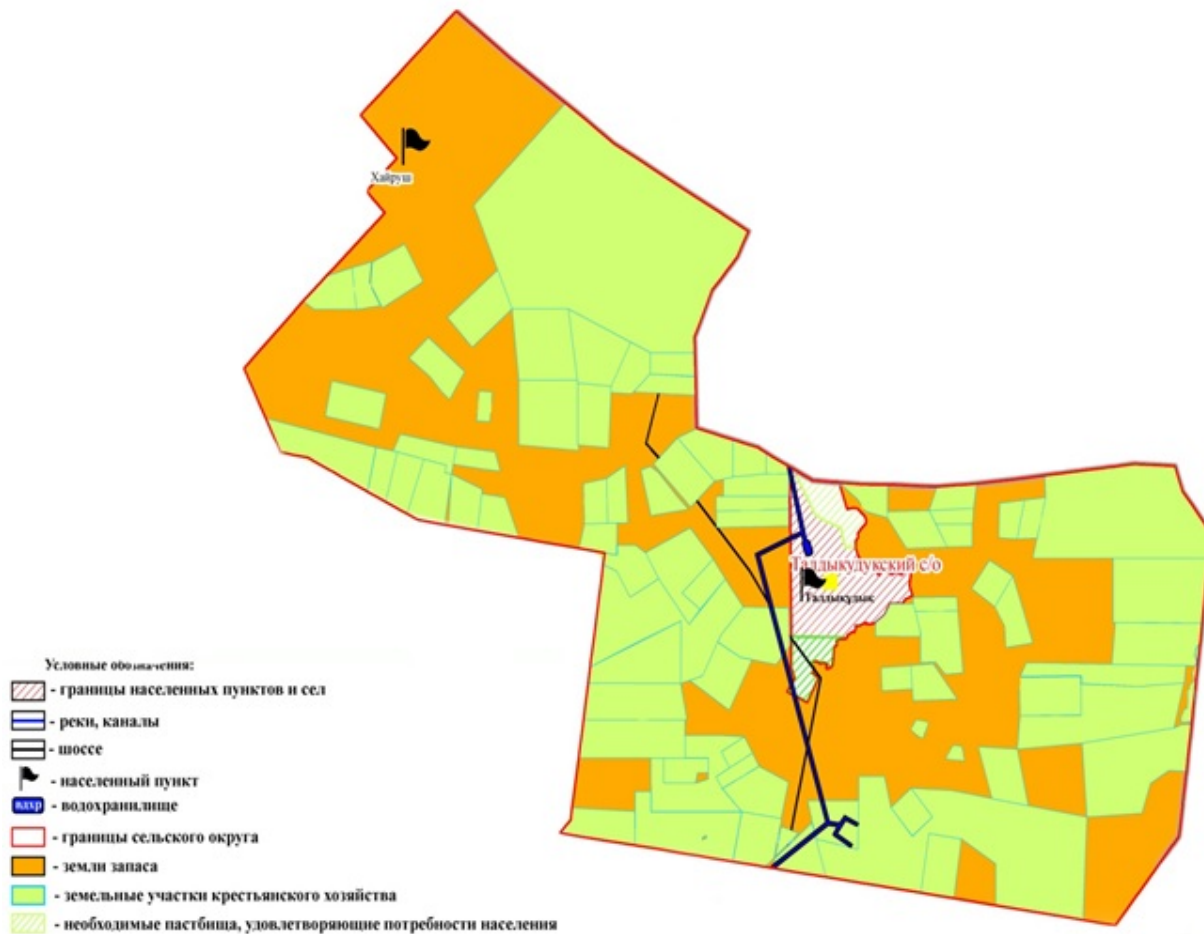 Хайруш
Талдыкудукский с/о
Талдыкудык
Условные обозначения:
- границы населенных пунктов и сел
- реки, каналы
- шоссе
- населенный пункт
вдхр - водохранилище
- границы сельского округа
- земли запаса
- земельные участки крестьянского хозяйства
- необходимые пастбища, удовлетворяющие потребности населения